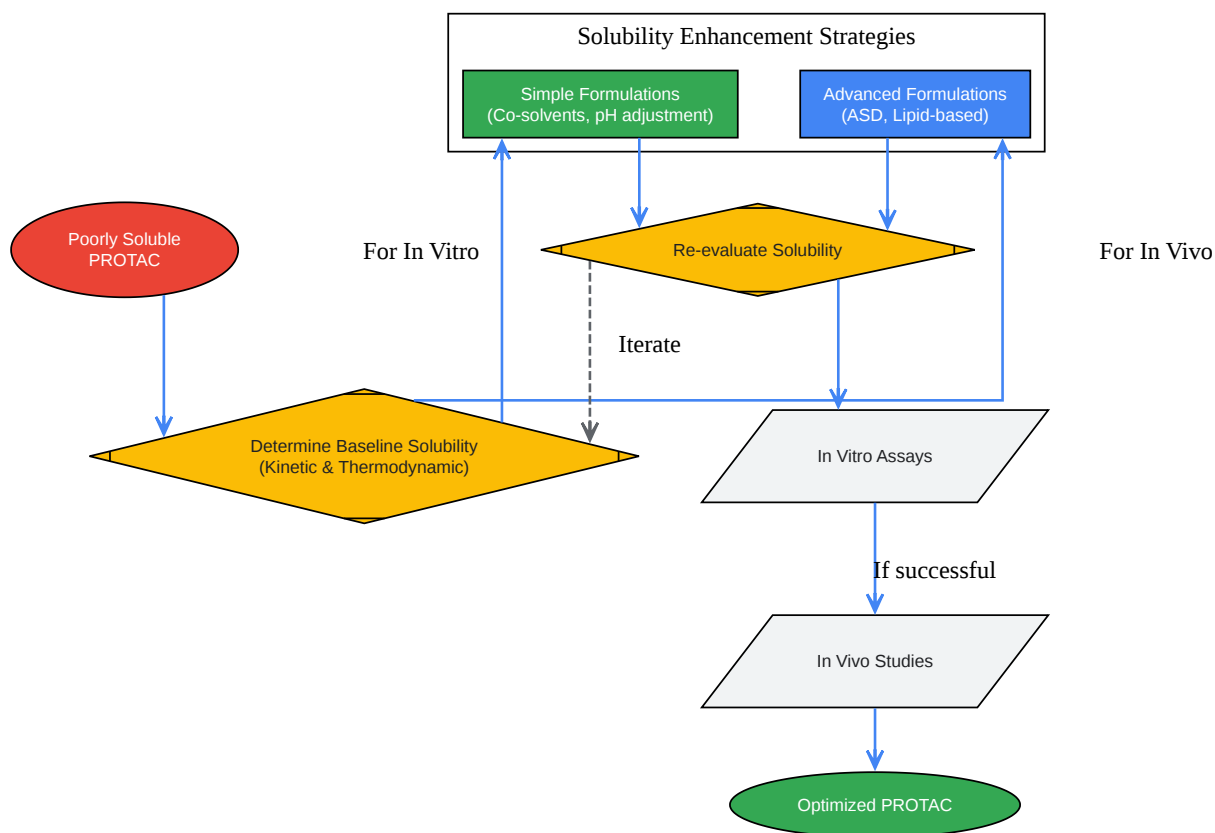 Solubility Enhancement Strategies
Simple Formulations
(Co-solvents, pH adjustment)
Advanced Formulations
(ASD, Lipid-based)
Poorly Soluble
PROTAC
For In Vitro
Re-evaluate Solubility
For In Vivo
Iterate
Determine Baseline Solubility
(Kinetic & Thermodynamic)
In Vitro Assays
If successful
In Vivo Studies
Optimized PROTAC